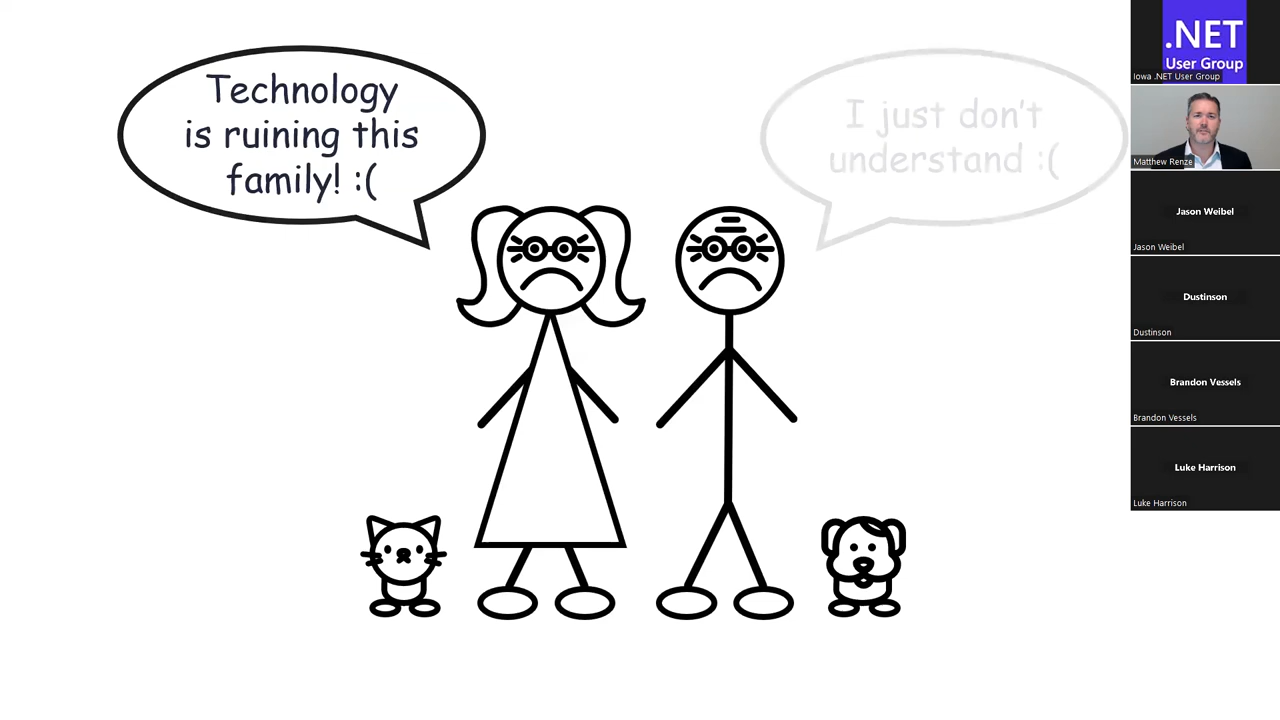 Technology
is ruining this
family! :(
I just don't
understand :(
.NET
User Group
Iowa .NET User Group
Matthew Renze
Jason Weibel
Jason Weibel
Dustinson
Dustinson
Brandon Vessels
Brandon Vessels
Luke Harrison
Luke Harrison